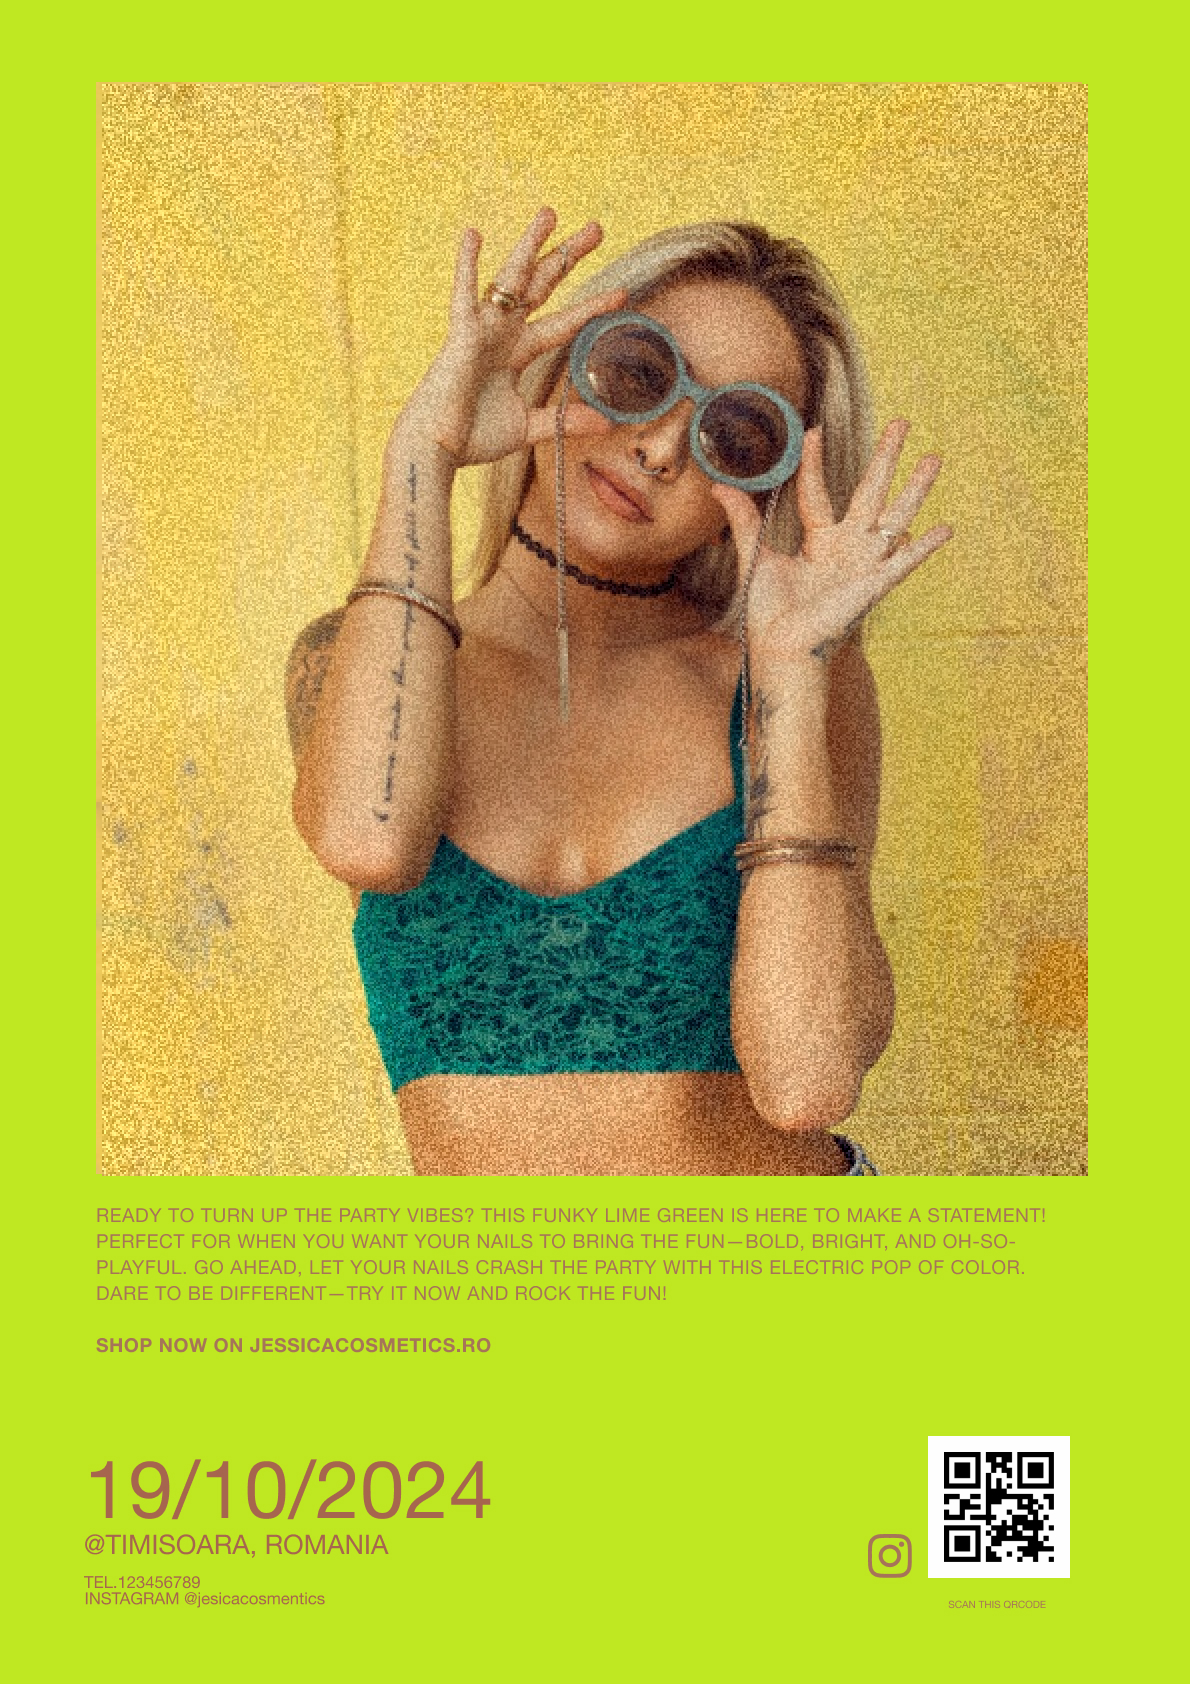 READY TO TURN UP THE PARTY VIBES? THIS FUNKY LIME GREEN IS HERE TO MAKE A STATEMENT!
PERFECT FOR WHEN YOU WANT YOUR NAILS TO BRING THE FUN—BOLD, BRIGHT, AND OH-SO-
PLAYFUL. GO AHEAD, LET YOUR NAILS CRASH THE PARTY WITH THIS ELECTRIC POP OF COLOR.
DARE TO BE DIFFERENT—TRY IT NOW AND ROCK THE FUN!
SHOP NOW ON JESSICACOSMETICS.RO
19/10/2024
@TIMISOARA, ROMANIA
TEL.123456789
INSTAGRAM @jesicacosmentics
SCAN THIS QRCODE